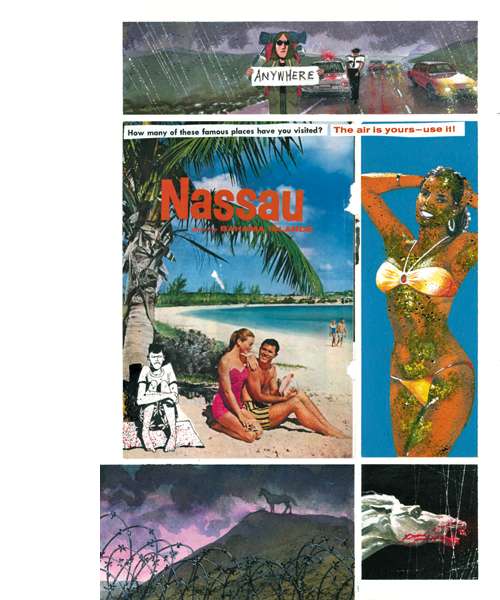 ANYWHERE
How many of these famous places have you visited?
The air is yours—use it!
Nassau
BAHAMA ISLANDS